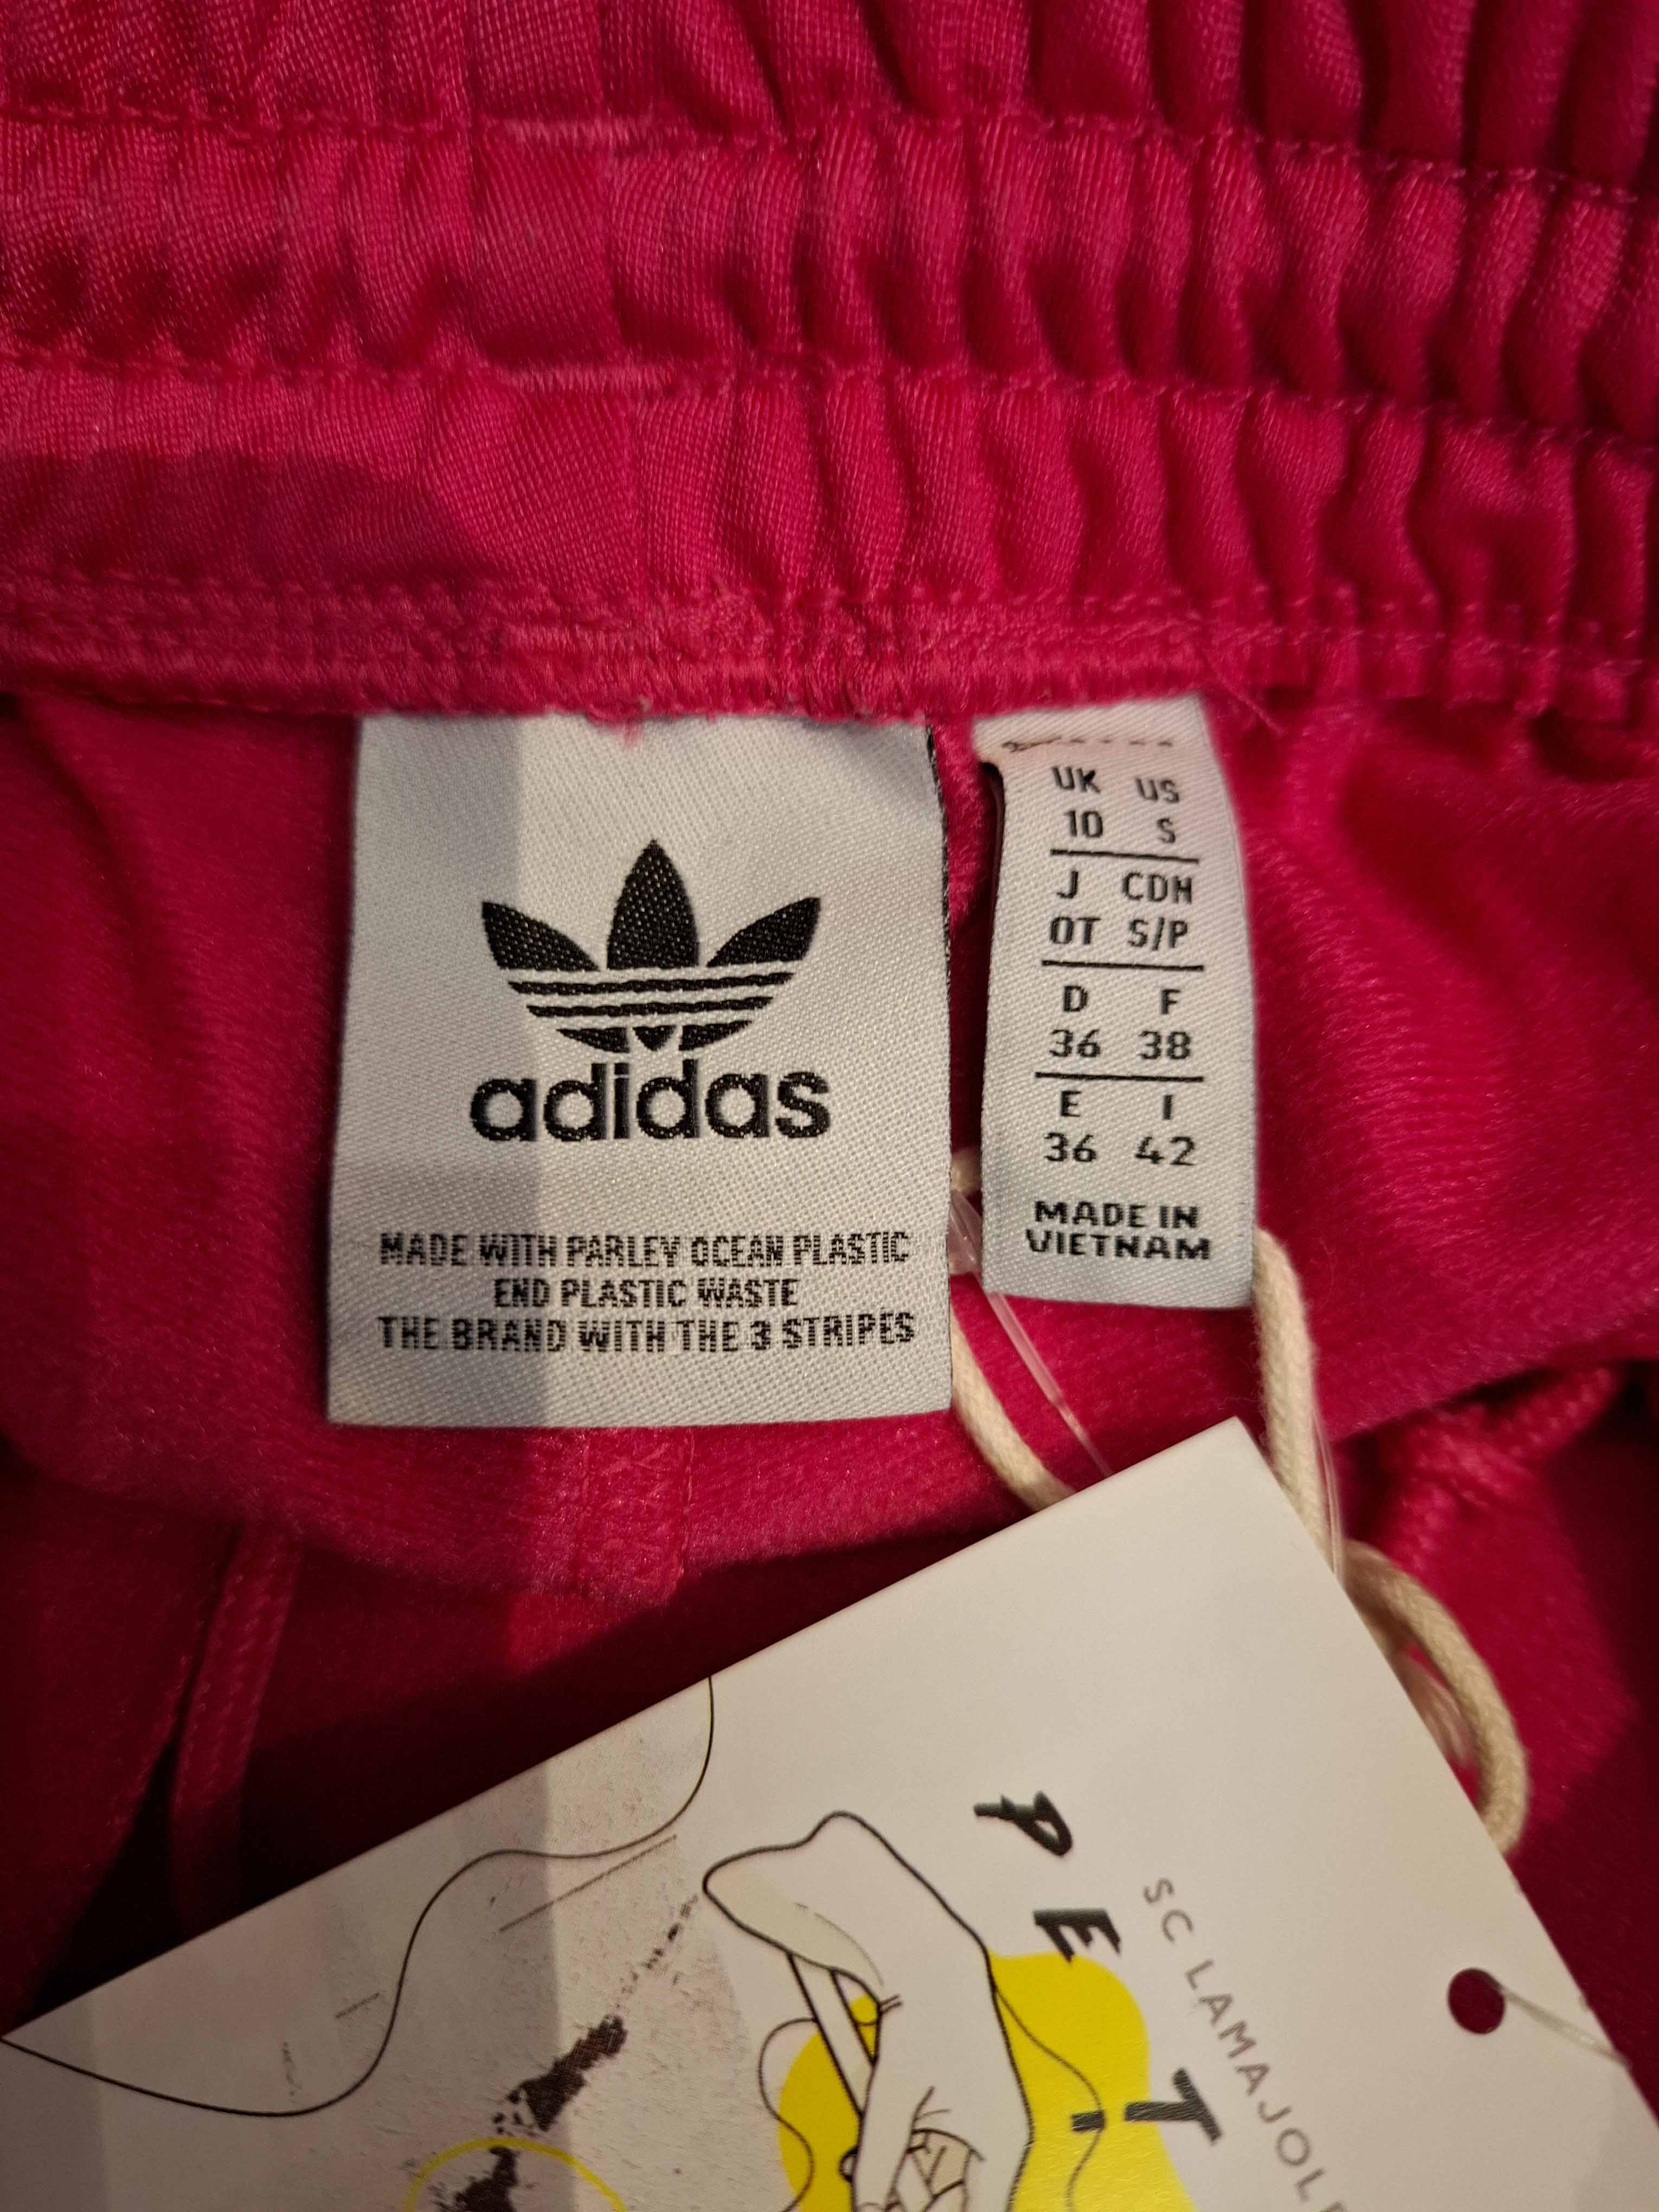 adidas
MADE WITH PARLEY OCEAN PLASTIC
END PLASTIC WASTE
THE BRAND WITH THE 3 STRIPES
UK US
10 S
J CDN
OT S/P
D F
36 38
E I
36 42
MADE IN
VIETNAM
PET
SC LAMAJOLE